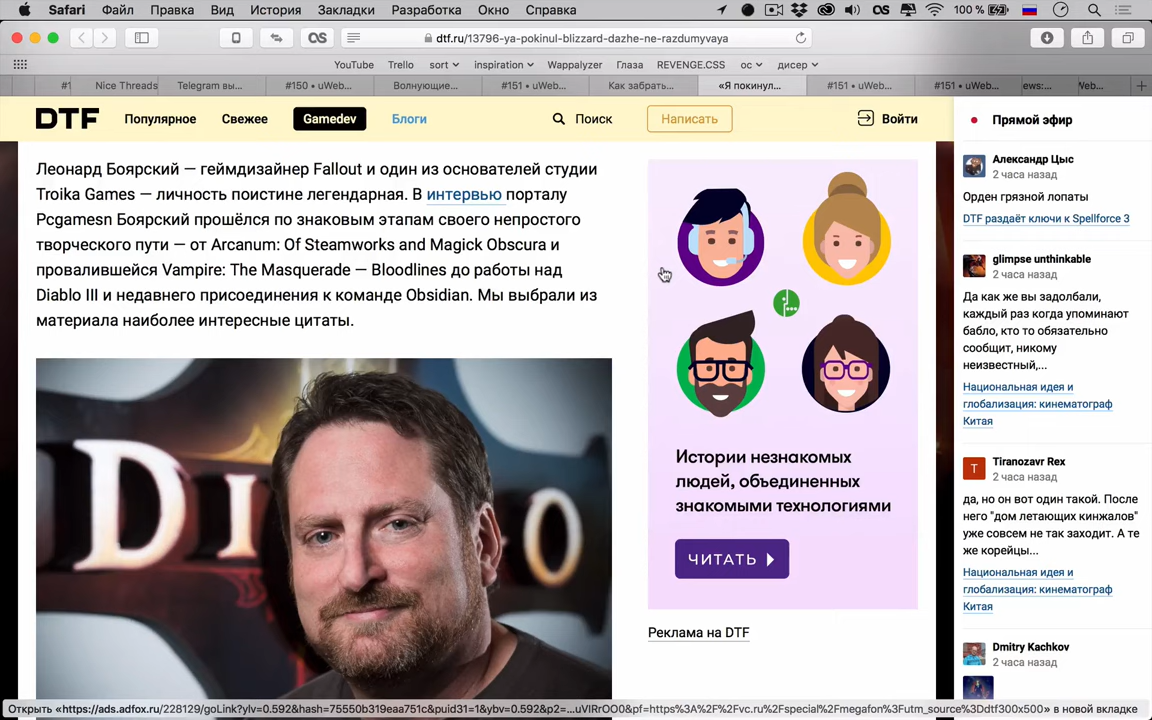 Safari Файл Правка Вид История Закладки Разработка Окно Справка 100 %
dtf.ru/13796-ya-pokinul-blizzard-dazhe-ne-razdumyvaya
YouTube Trello sort inspiration Wappalyzer Глаза REVENGE.CSS ос дисер
#1 Nice Threads Telegram вы... #150 • uWeb... Волнующие... #151 • uWeb... Как забрать... «Я покинул... #151 • uWeb... #151 • uWeb... ews:... Web...
DTF Популярное Свежее Gamedev Блоги Поиск Написать Войти
Прямой эфир
Леонард Боярский — геймдизайнер Fallout и один из основателей студии
Troika Games — личность поистине легендарная. В интервью порталу
Pcgamesn Боярский прошёлся по знаковым этапам своего непростого
творческого пути — от Arcanum: Of Steamworks and Magick Obscura и
провалившейся Vampire: The Masquerade — Bloodlines до работы над
Diablo III и недавнего присоединения к команде Obsidian. Мы выбрали из
материала наиболее интересные цитаты.
Di
o
Истории незнакомых
людей, объединенных
знакомыми технологиями
ЧИТАТЬ
Реклама на DTF
Александр Цыс
2 часа назад
Орден грязной лопаты
DTF раздаёт ключи к Spellforce 3
glimpse unthinkable
2 часа назад
Да как же вы задолбали,
каждый раз когда упоминают
бабло, кто то обязательно
сообщит, никому
неизвестный,...
Национальная идея и
глобализация: кинематограф
Китая
T
Tiranozavr Rex
2 часа назад
да, но он вот один такой. После
него "дом летающих кинжалов"
уже совсем не так заходит. А те
же корейцы...
Национальная идея и
глобализация: кинематограф
Китая
Dmitry Kachkov
2 часа назад
Открыть «https://ads.adfox.ru/228129/goLink?ylv=0.592&hash=75550b319eaa751c&puid31=1&ybv=0.592&p2=...uVIRrOO0&pf=https%3A%2F%2Fvc.ru%2Fspecial%2Fmegafon%3Futm_source%3Ddtf300x500» в новой вкладке